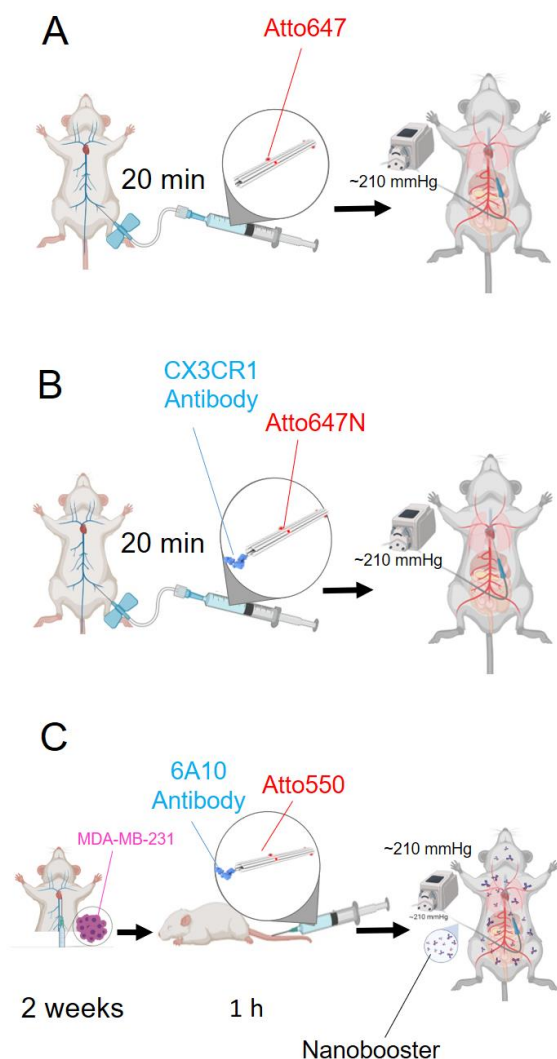 A
Atto647
20 min
~210 mmHg
B
CX3CR1
Antibody
Atto647N
20 min
~210 mmHg
C
6A10
Antibody
Atto550
MDA-MB-231
~210 mmHg
~210 mmHg
2 weeks
1 h
Nanobooster